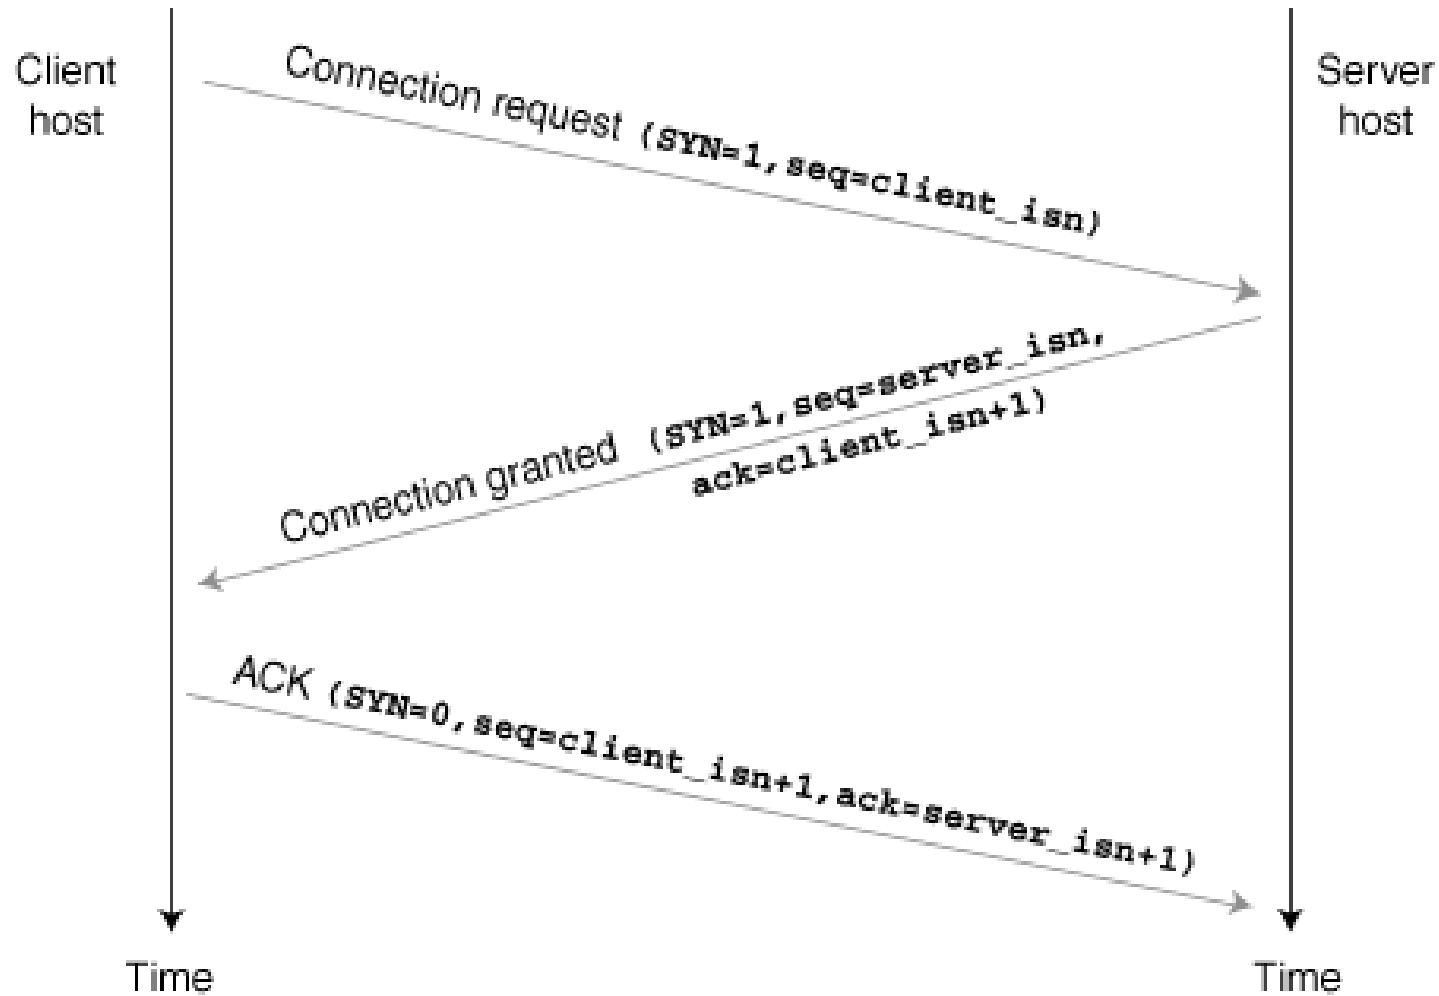 Client
host
Server
host
Connection request (SYN=1,seq=client_isn)
Connection granted (SYN=1,seq=server_isn,
ack=client_isn+1)
ACK (SYN=0,seq=client_isn+1,ack=server_isn+1)
Time
Time